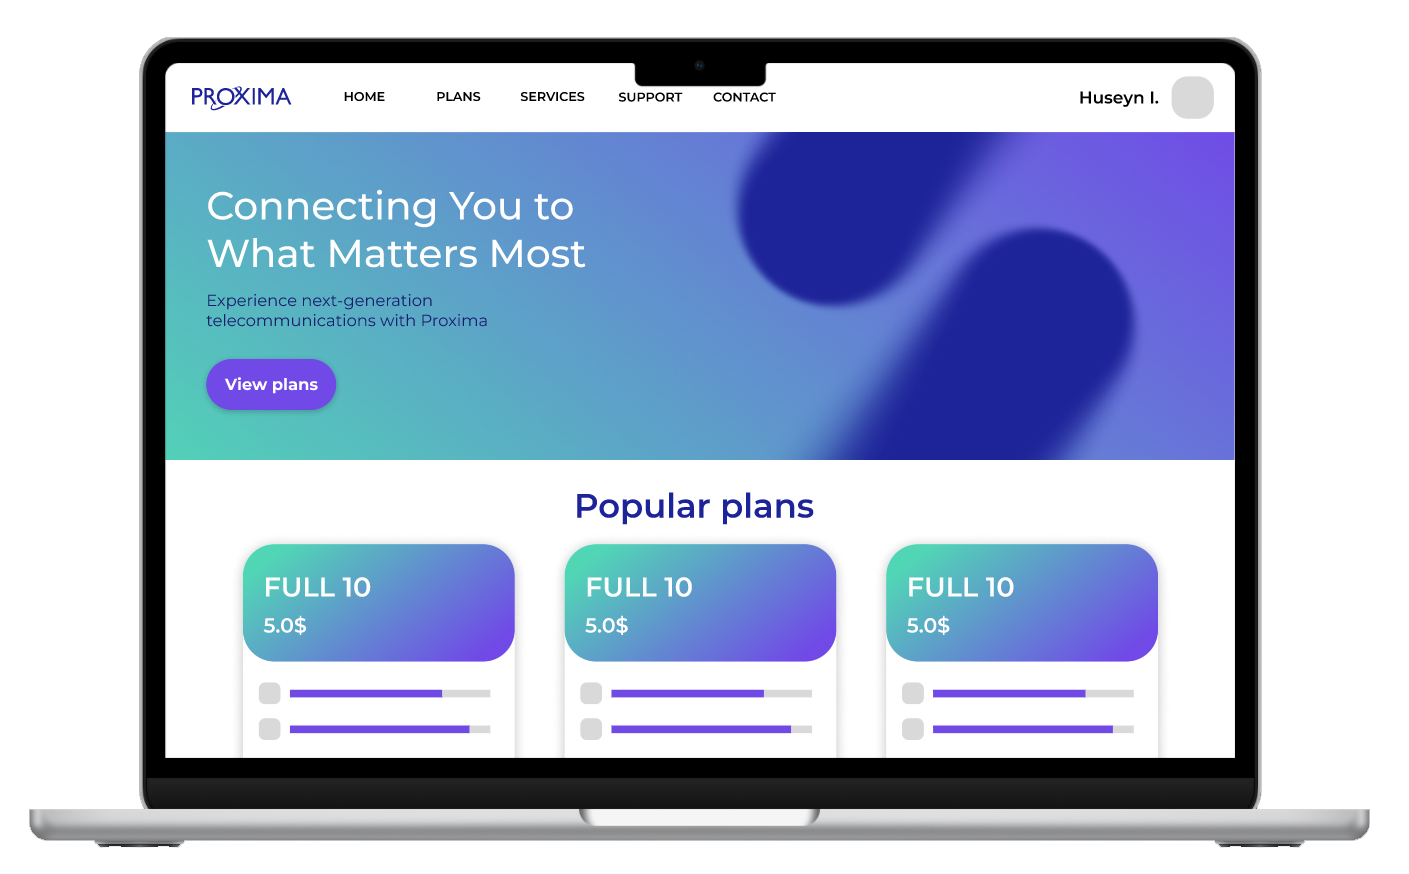 PROXIMA
HOME PLANS SERVICES SUPPORT CONTACT
Huseyn I.
Connecting You to
What Matters Most
Experience next-generation
telecommunications with Proxima
View plans
Popular plans
FULL 10
5.0$
FULL 10
5.0$
FULL 10
5.0$